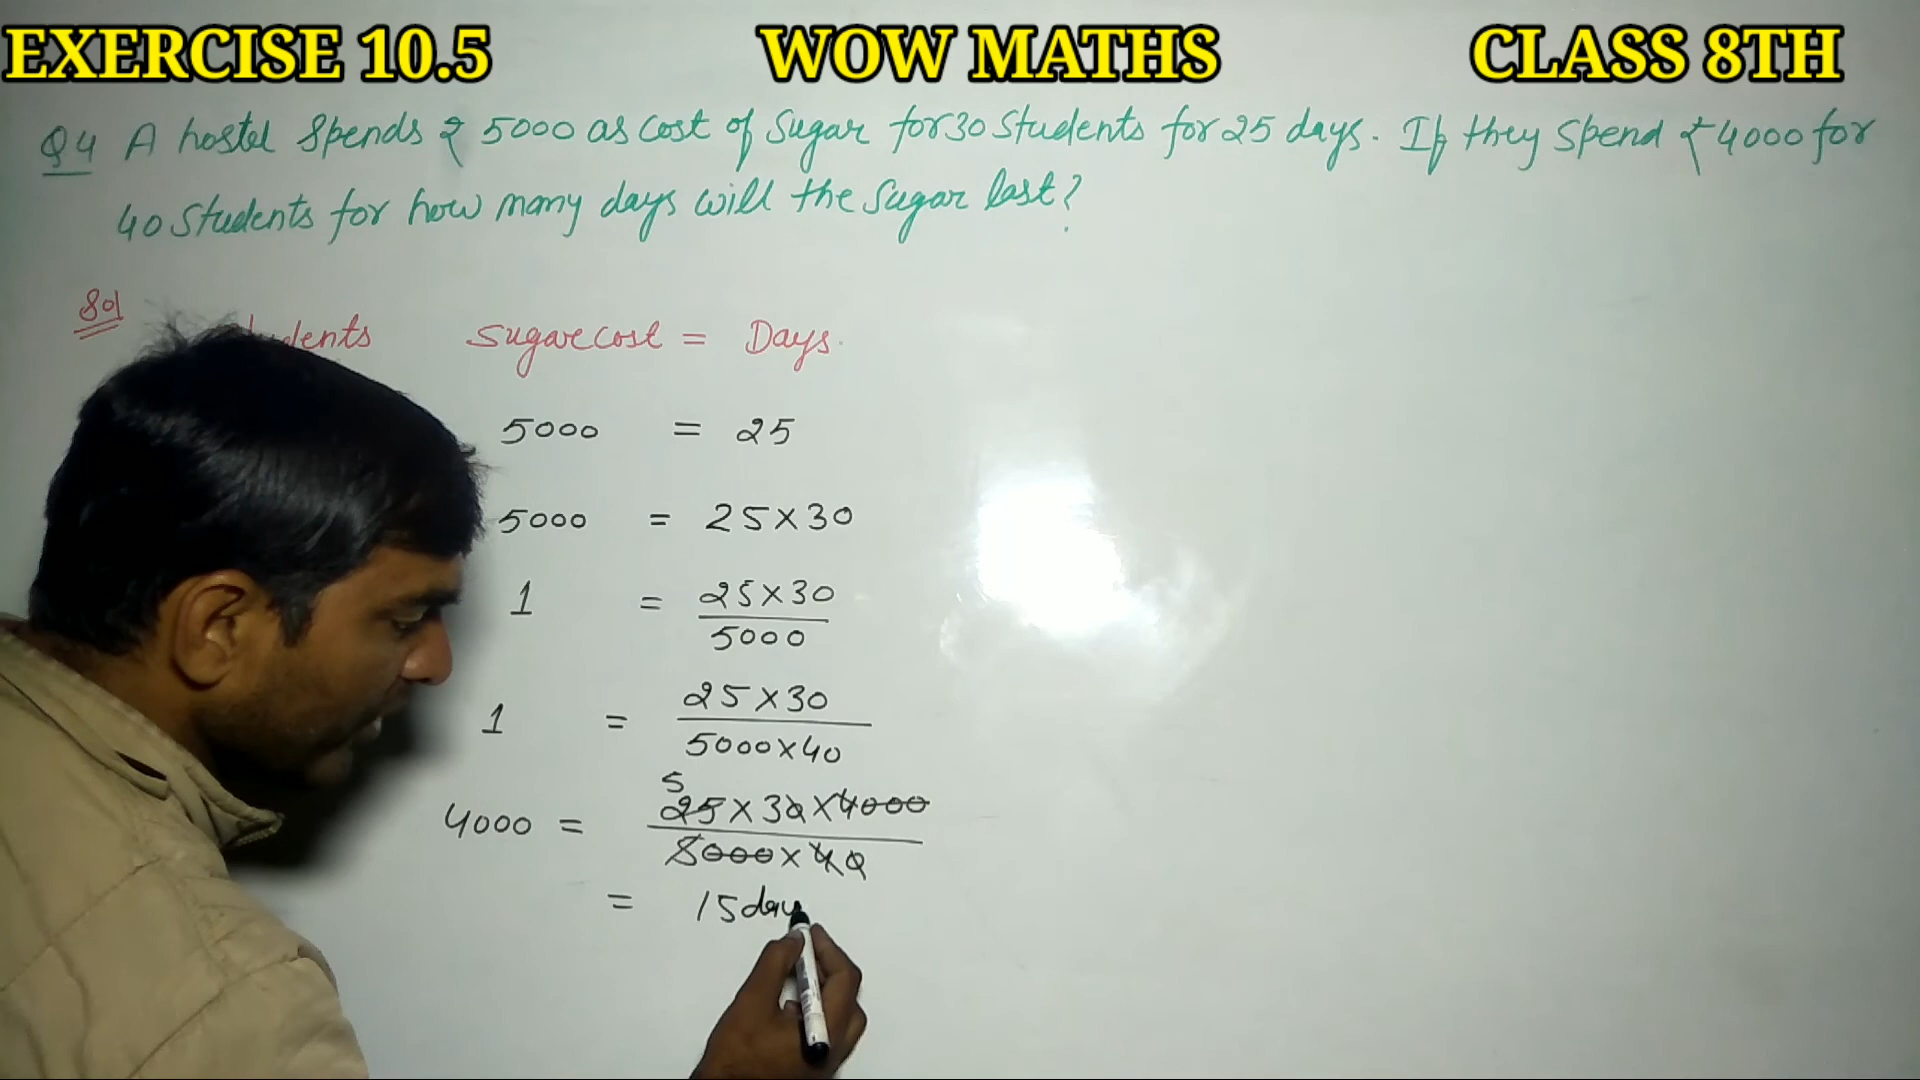 EXERCISE 10.5 WOW MATHS CLASS 8TH
Q4 A hostel spends ₹ 5000 as cost of sugar for 30 students for 25 days. If they spend ₹ 4000 for
40 students for how many days will the sugar last?
Sol
Sugar cost = Days
5000 = 25
5000 = 25×30
1 = 25×30
5000
1 = 25×30
5000×40
5
4000 = 25×30×4000
5000×40
= 15 day